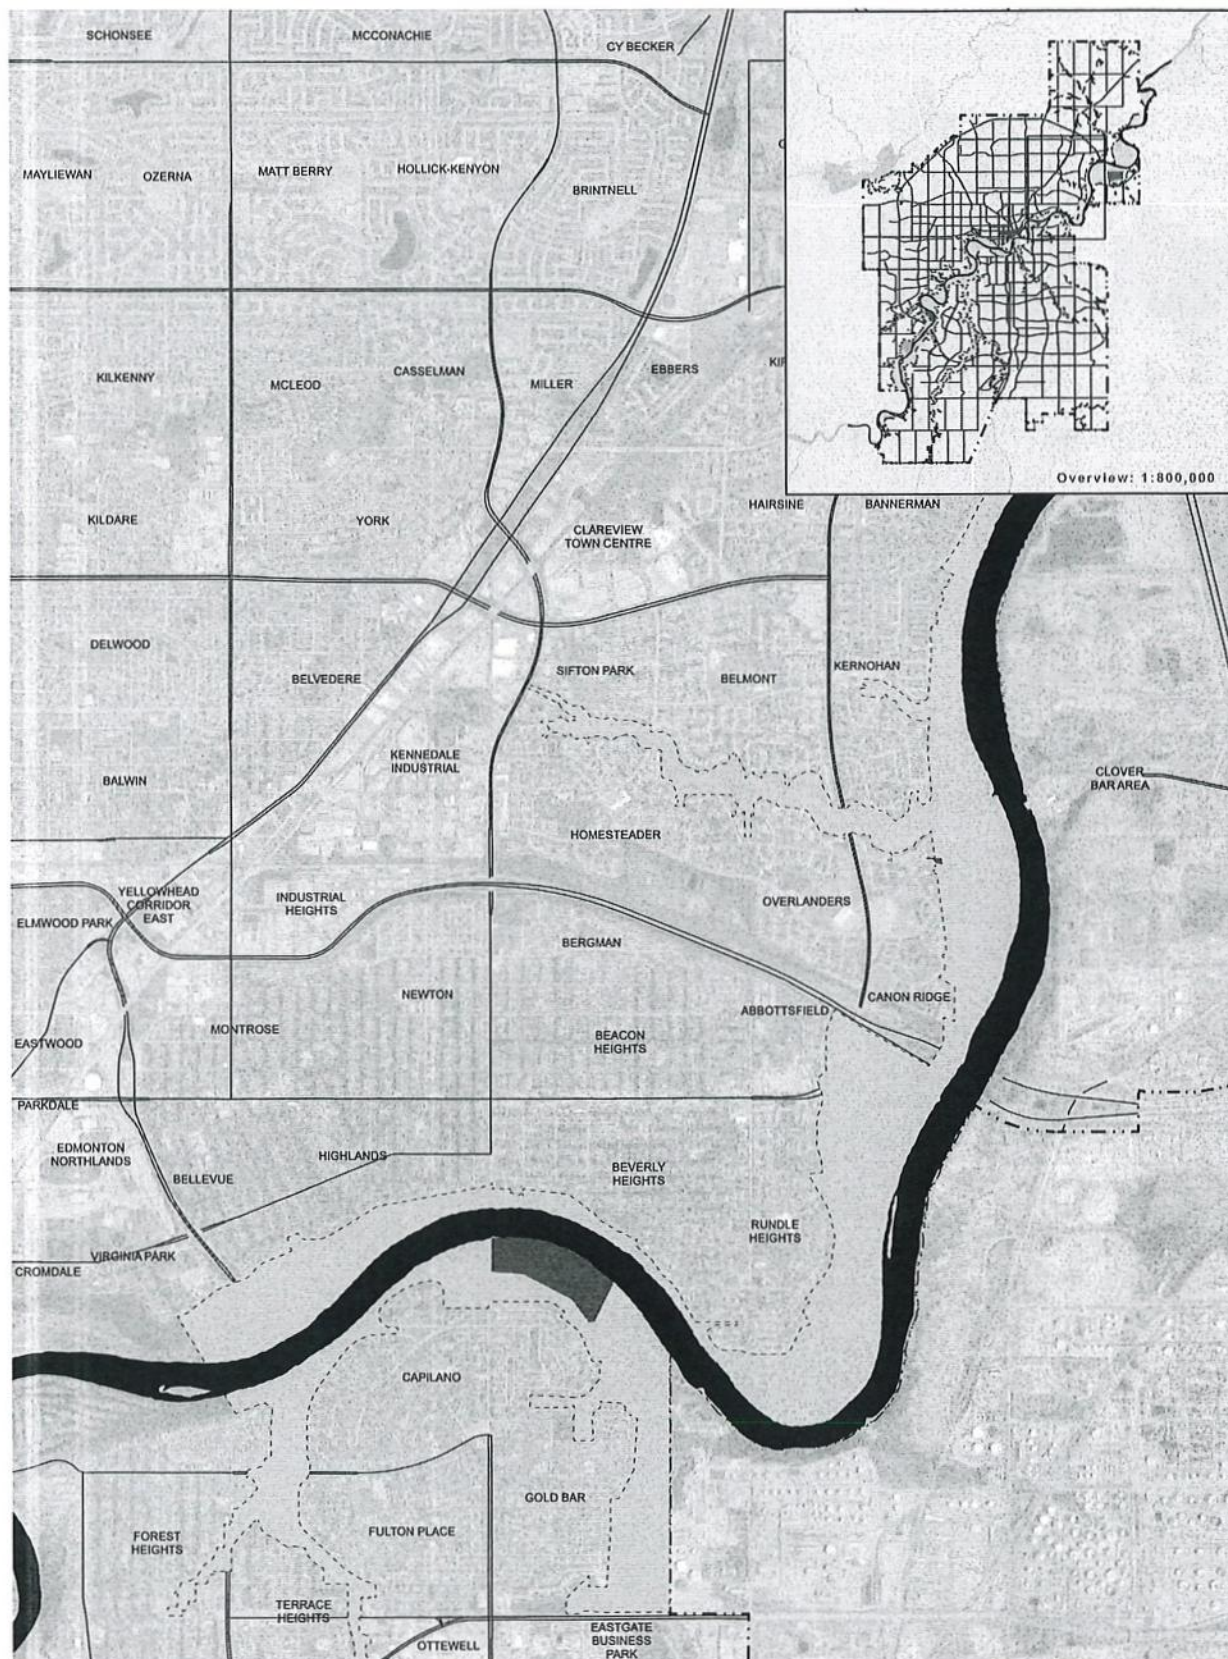 SCHONSEE
MCCONACHIE
CY BECKER
MAYLIEWAN
OZERNA
MATT BERRY
HOLLICK-KENYON
BRINTNELL
Overview: 1:800,000
KILKENNY
MCLEOD
CASSELMAN
MILLER
EBBERS
HAIRSINE
BANNERMAN
KILDARE
YORK
CLAREVIEW
TOWN CENTRE
DELWOOD
BELVEDERE
SIFTON PARK
BELMONT
KERNOHAN
KENNEDALE
INDUSTRIAL
BALWIN
CLOVER
BAR AREA
HOMESTEADER
YELLOWHEAD
CORRIDOR
EAST
ELMWOOD PARK
INDUSTRIAL
HEIGHTS
OVERLANDERS
BERGMAN
NEWTON
CANON RIDGE
ABBOTTSFIELD
MONTROSE
EASTWOOD
BEACON
HEIGHTS
PARKDALE
EDMONTON
NORTHLANDS
HIGHLANDS
BELLEVUE
BEVERLY
HEIGHTS
RUNDLE
HEIGHTS
VIRGINIA PARK
CROMDALE
CAPILANO
GOLD BAR
FOREST
HEIGHTS
FULTON PLACE
TERRACE
HEIGHTS
OTTEWELL
EASTGATE
BUSINESS
PARK